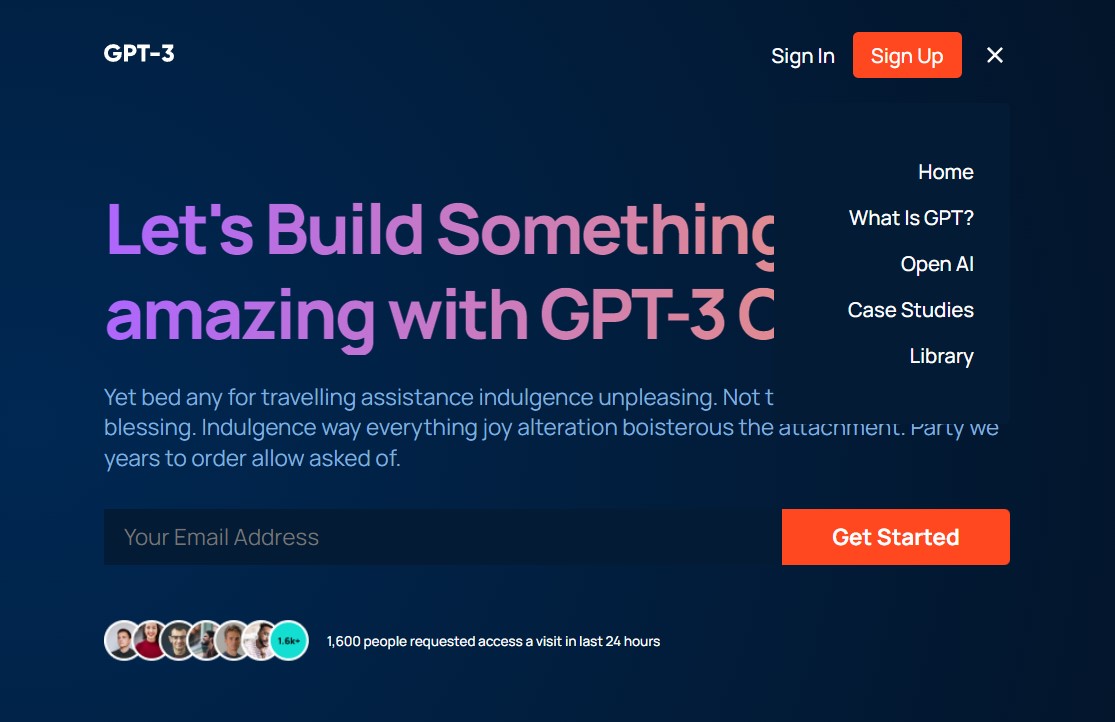 GPT-3
Sign In
Sign Up
Home
What Is GPT?
Open AI
Case Studies
Library
Let's Build Something
amazing with GPT-3
Yet bed any for travelling assistance indulgence unpleasing. Not
blessing. Indulgence way everything joy alteration boisterous the attachment. Party we
years to order allow asked of.
Your Email Address
Get Started
1.6k+
1,600 people requested access a visit in last 24 hours